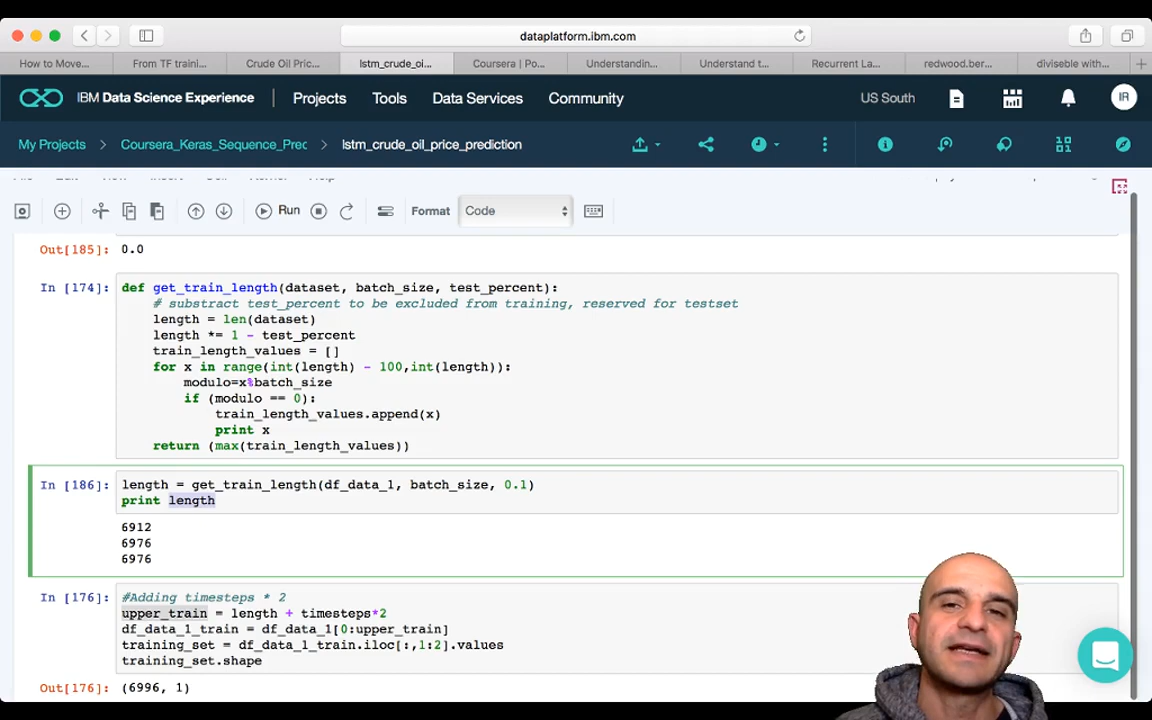 dataplatform.ibm.com
How to Move...
From TF traini...
Crude Oil Pric...
lstm_crude_oi...
Coursera | Po...
Understandin...
Understand t...
Recurrent La...
redwood.ber...
diviseble with...
IBM Data Science Experience
Projects
Tools
Data Services
Community
US South
IR
My Projects
Coursera_Keras_Sequence_Prec
lstm_crude_oil_price_prediction
Run
Format
Code
Out[185]: 0.0
In [174]: def get_train_length(dataset, batch_size, test_percent):
# substract test_percent to be excluded from training, reserved for testset
length = len(dataset)
length *= 1 - test_percent
train_length_values = []
for x in range(int(length) - 100,int(length)):
modulo=x%batch_size
if (modulo == 0):
train_length_values.append(x)
print x
return (max(train_length_values))
In [186]: length = get_train_length(df_data_1, batch_size, 0.1)
print length
6912
6976
6976
In [176]: #Adding timesteps * 2
upper_train = length + timesteps*2
df_data_1_train = df_data_1[0:upper_train]
training_set = df_data_1_train.iloc[:,1:2].values
training_set.shape
Out[176]: (6996, 1)